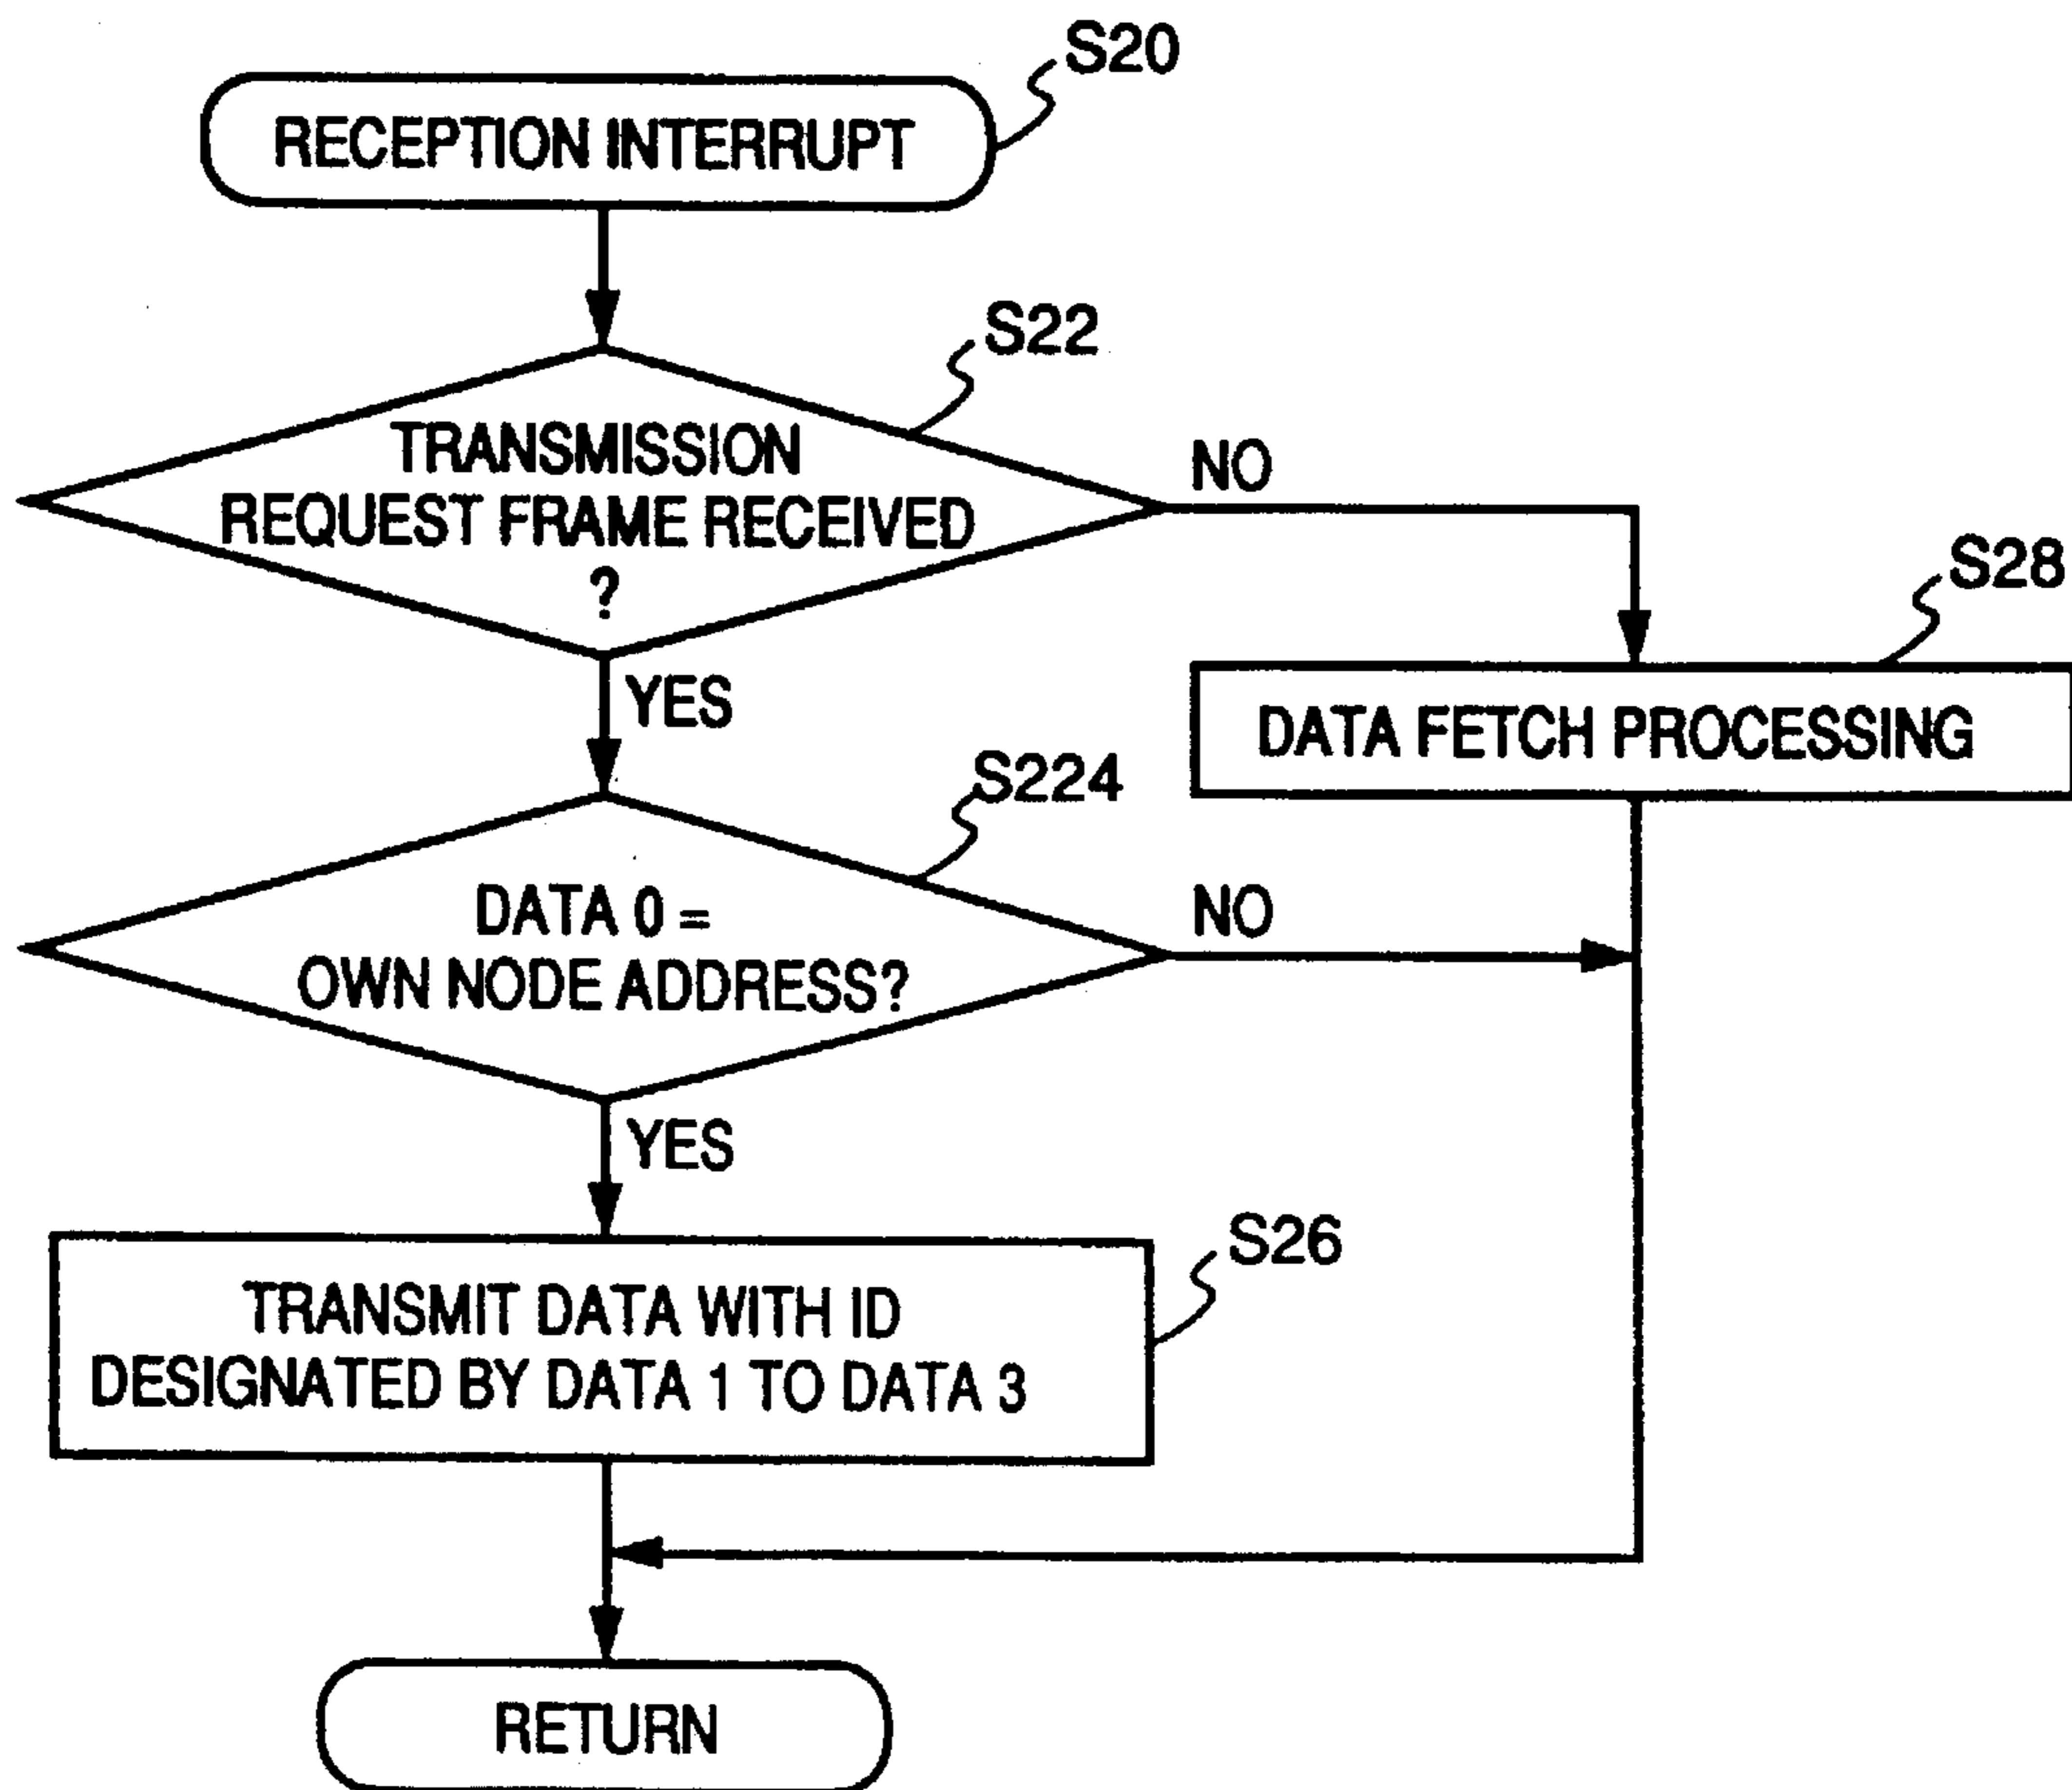 S20
RECEPTION INTERRUPT
S22
TRANSMISSION
REQUEST FRAME RECEIVED
?
NO
YES
S28
DATA FETCH PROCESSING
S224
DATA 0 =
OWN NODE ADDRESS?
NO
YES
S26
TRANSMIT DATA WITH ID
DESIGNATED BY DATA 1 TO DATA 3
RETURN